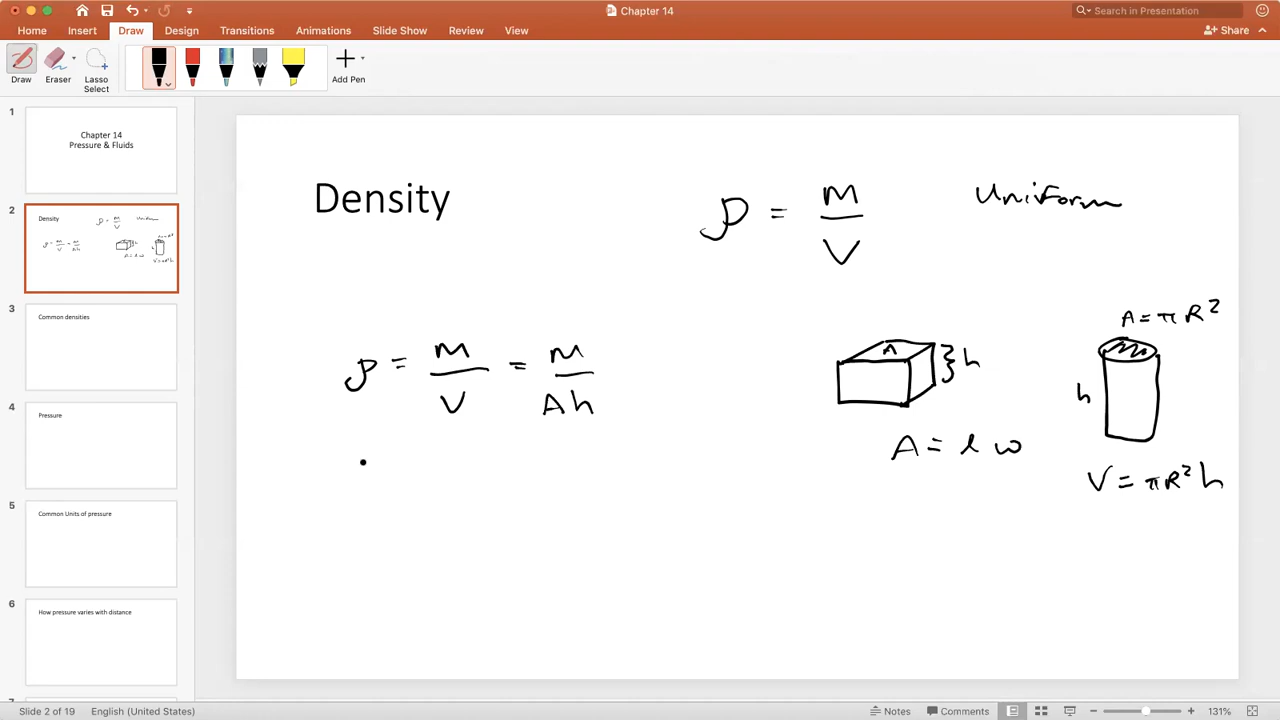 Chapter 14
Search in Presentation
Home Insert Draw Design Transitions Animations Slide Show Review View
Share
Draw Eraser Lasso Select Add Pen
1
Chapter 14
Pressure & Fluids
2
Density
ρ = m/V Uniform
ρ = m/V = m/Ah
3
Common densities
4
Pressure
5
Common Units of pressure
6
How pressure varies with distance
Density
ρ = m/V
Uniform
ρ = m/V = m/Ah
A
h
A = l w
A = πR²
h
V = πR²h
Slide 2 of 19 English (United States)
Notes Comments
131%